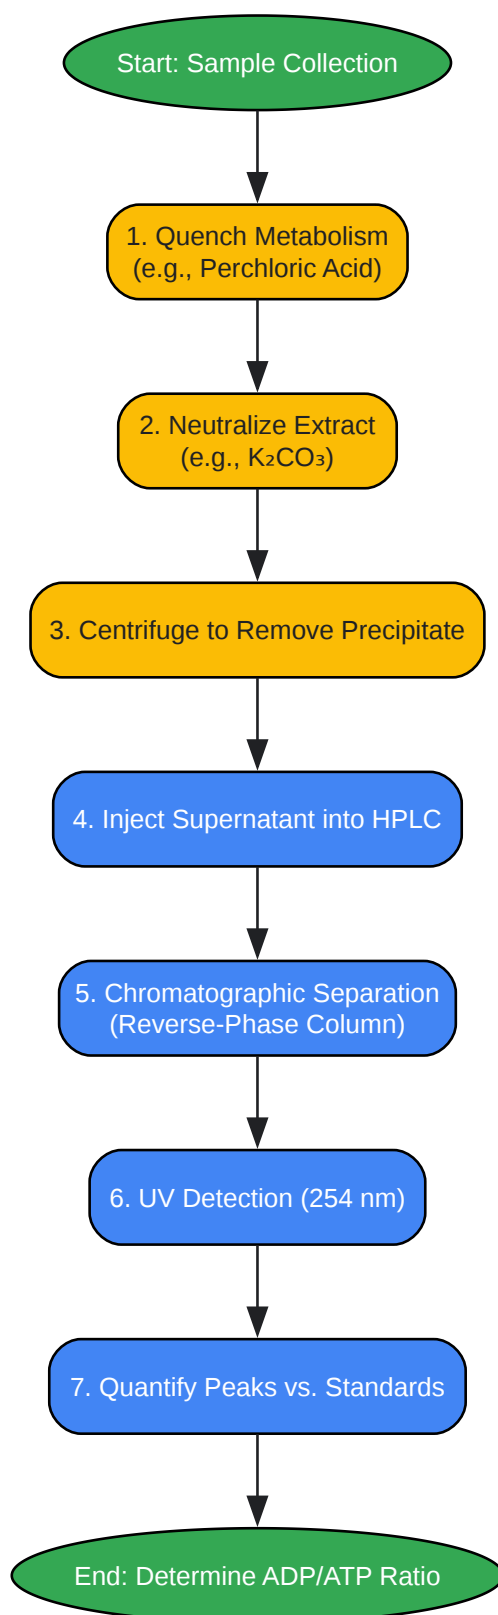 Start: Sample Collection
1. Quench Metabolism
(e.g., Perchloric Acid)
2. Neutralize Extract
(e.g., K₂CO₃)
3. Centrifuge to Remove Precipitate
4. Inject Supernatant into HPLC
5. Chromatographic Separation
(Reverse-Phase Column)
6. UV Detection (254 nm)
7. Quantify Peaks vs. Standards
End: Determine ADP/ATP Ratio